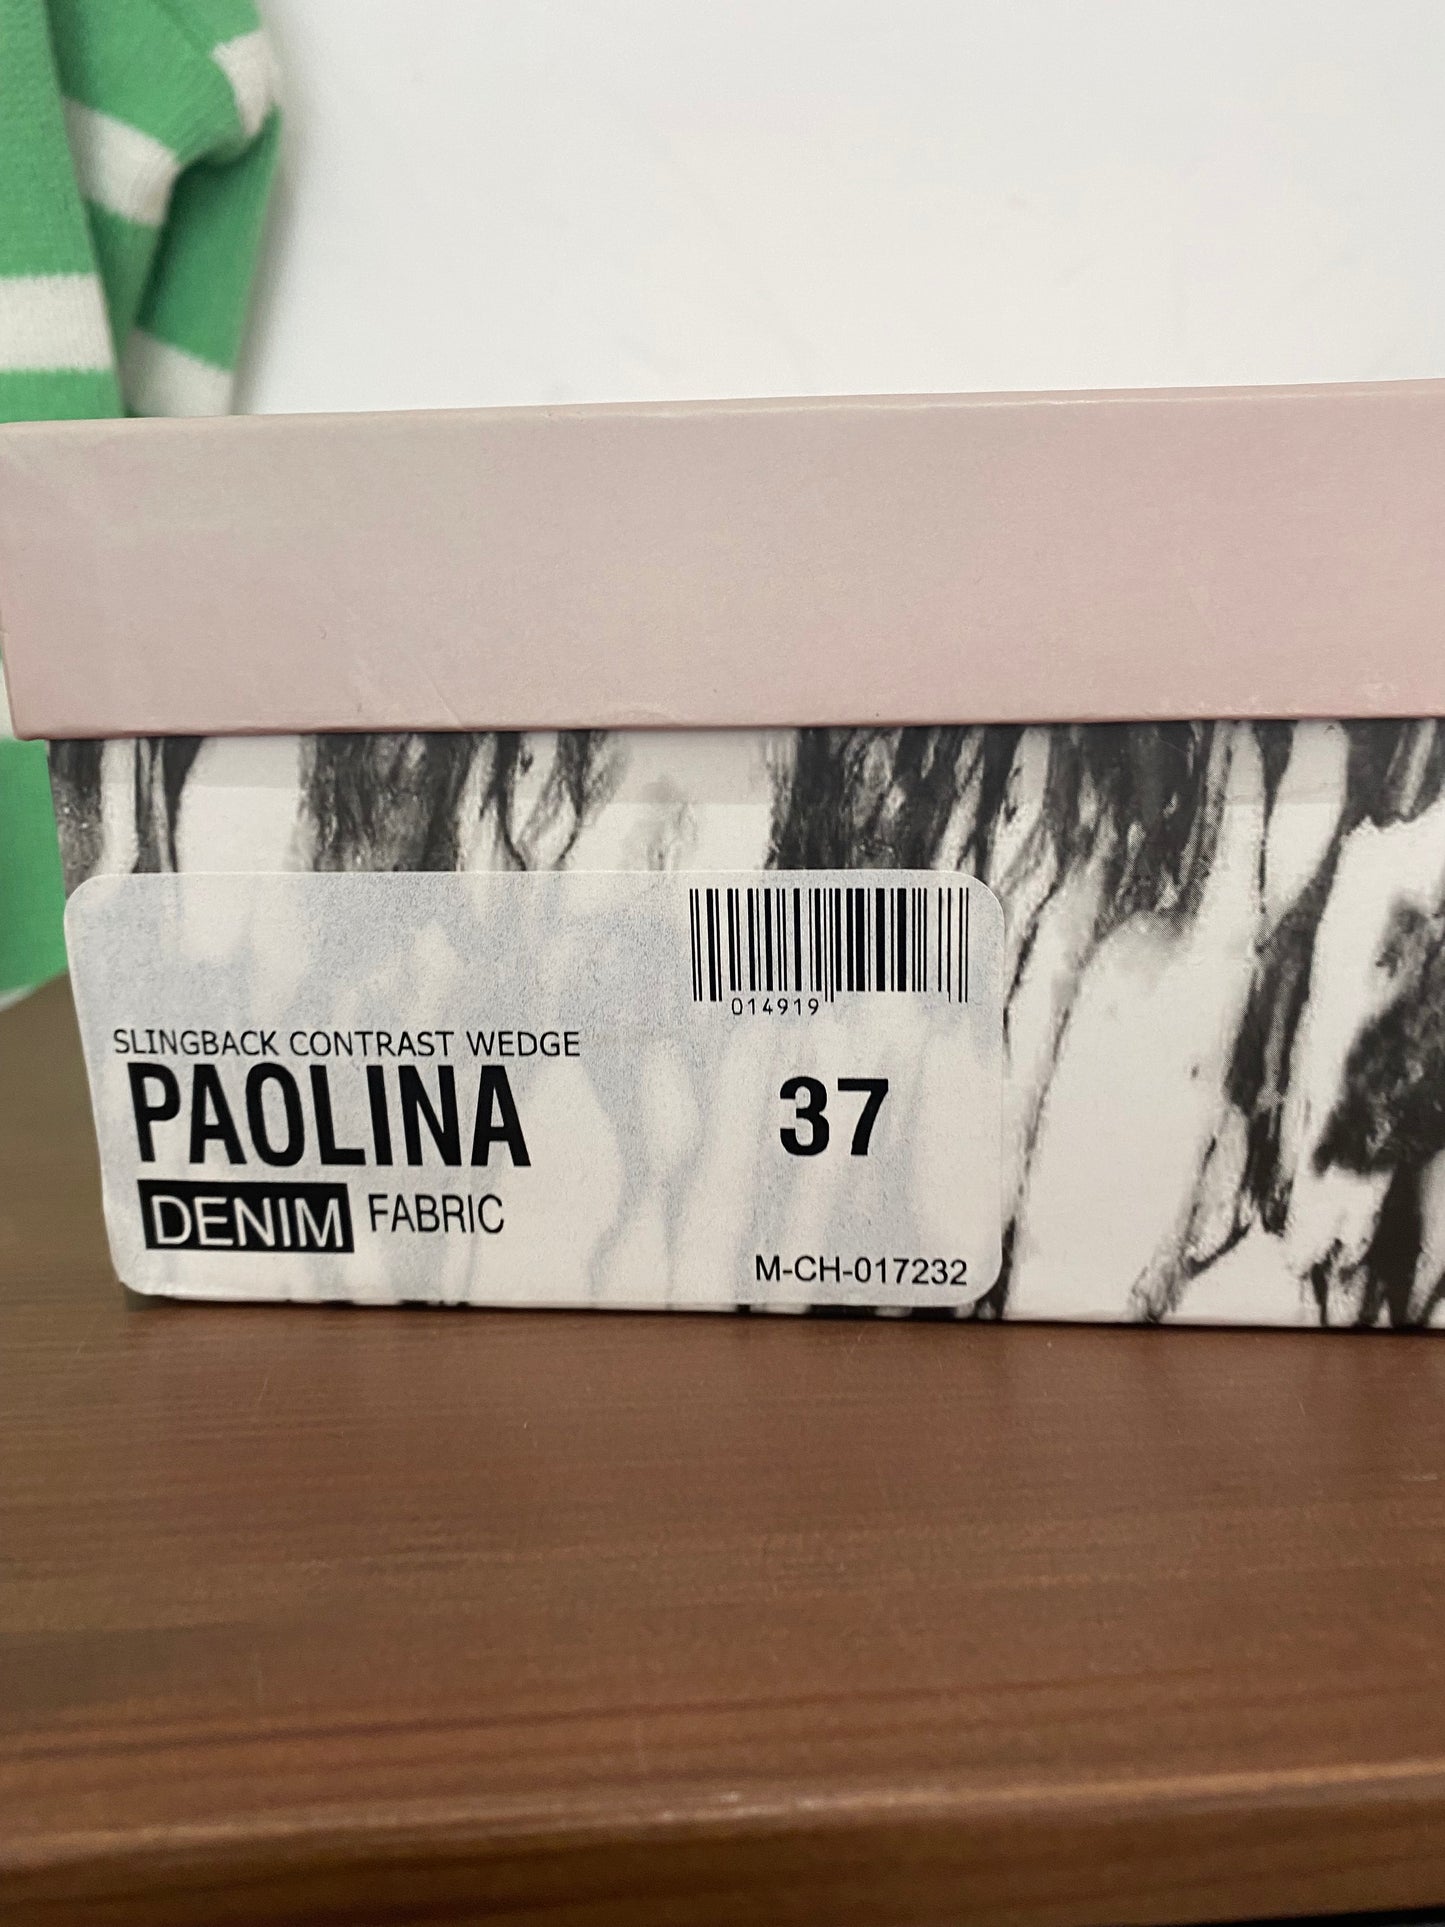 014919
SLINGBACK CONTRAST WEDGE
PAOLINA
37
DENIM FABRIC
M-CH-017232